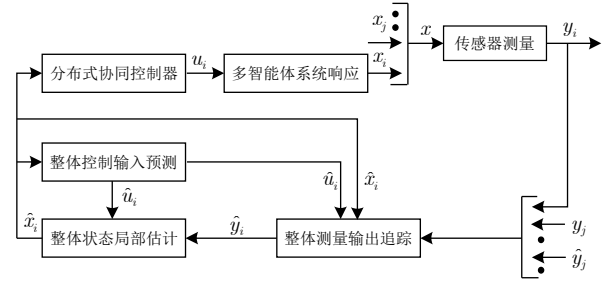 x_j
x
y_i
传感器测量
分布式协同控制器
u_i
多智能体系统响应
x_i
整体控制输入预测
û_i
û_i
x̂_i
x̂_i
整体状态局部估计
ŷ_i
整体测量输出追踪
y_j
ŷ_j